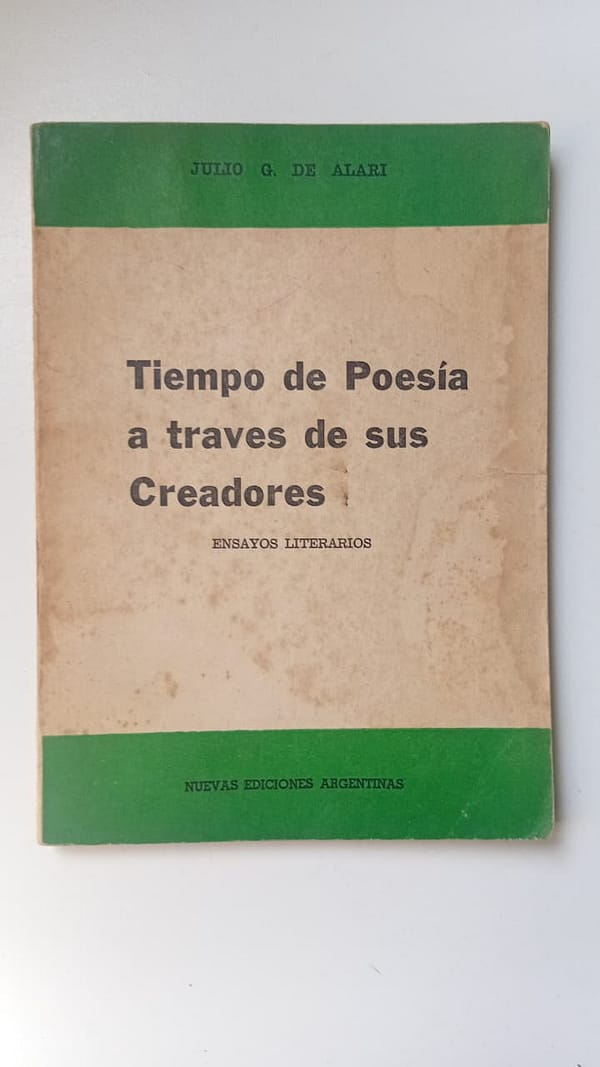 JULIO G. DE ALARI
Tiempo de Poesía
a traves de sus
Creadores
ENSAYOS LITERARIOS
NUEVAS EDICIONES ARGENTINAS